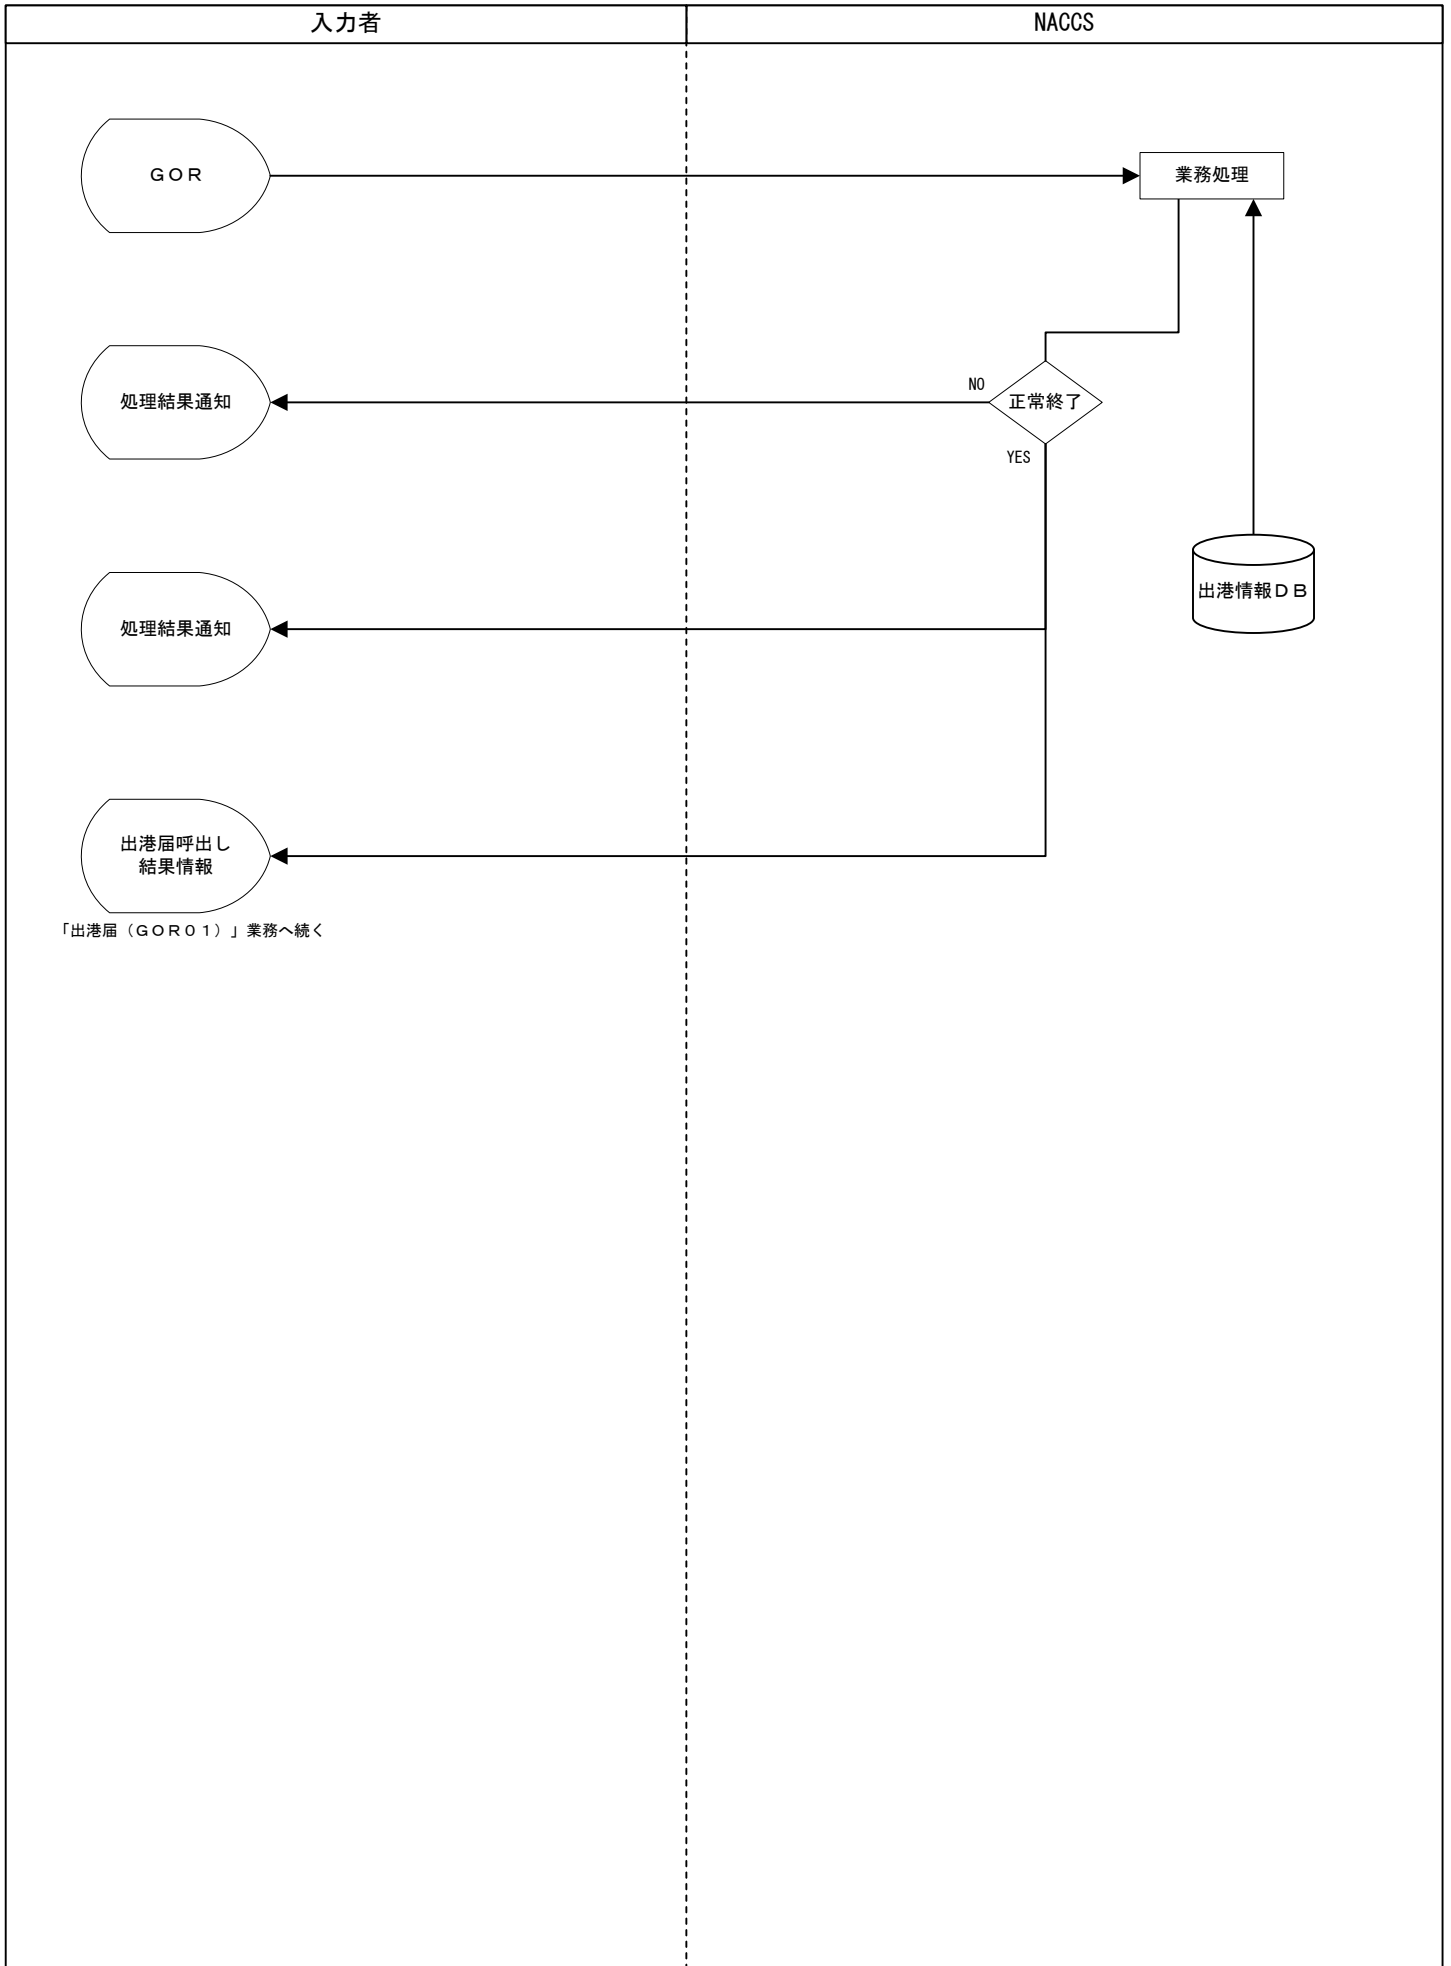 入力者
NACCS
ＧＯＲ
業務処理
処理結果通知
NO
正常終了
YES
出港情報ＤＢ
処理結果通知
出港届呼出し
結果情報
「出港届（ＧＯＲ０１）」業務へ続く